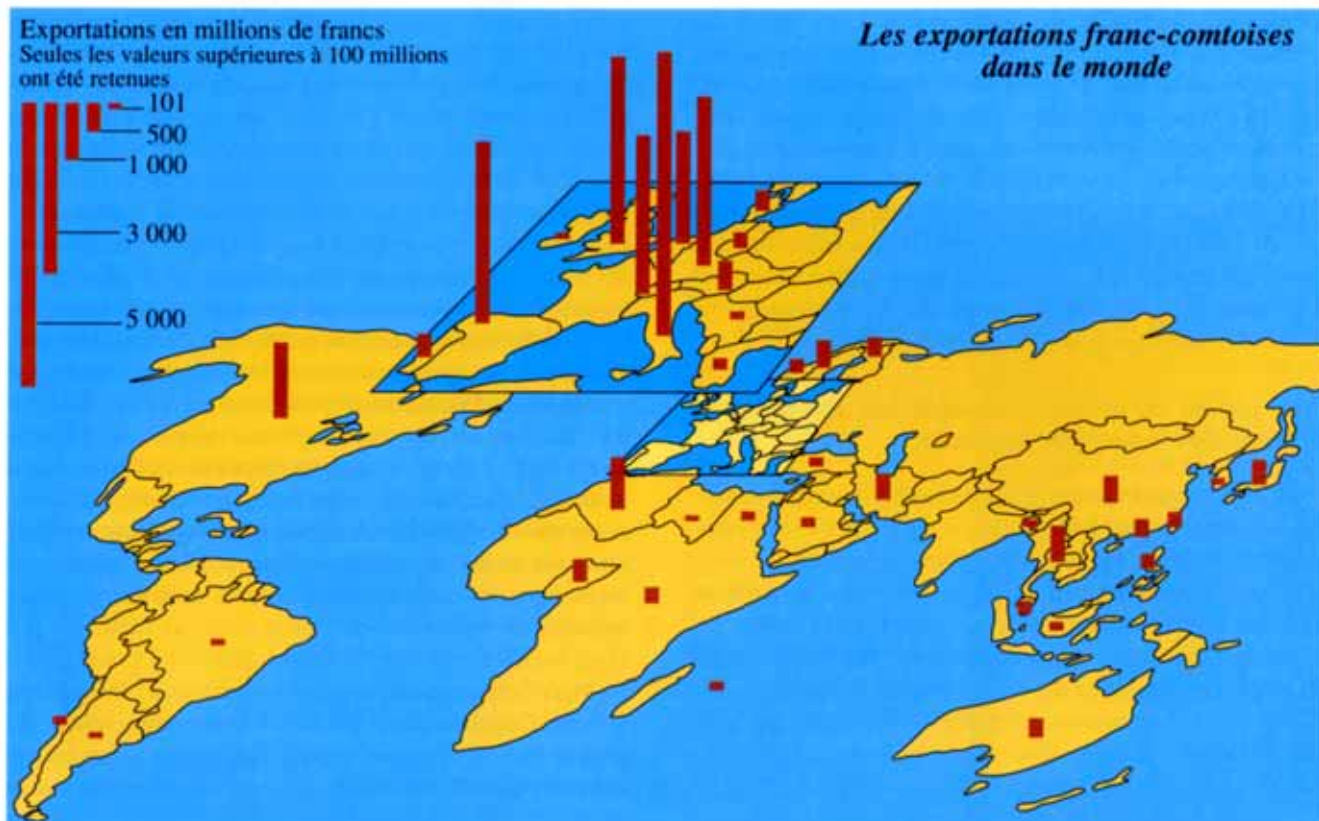 Exportations en millions de francs
Seules les valeurs supérieures à 100 millions
ont été retenues
101
500
1 000
3 000
5 000
Les exportations franc-comtoises
dans le monde